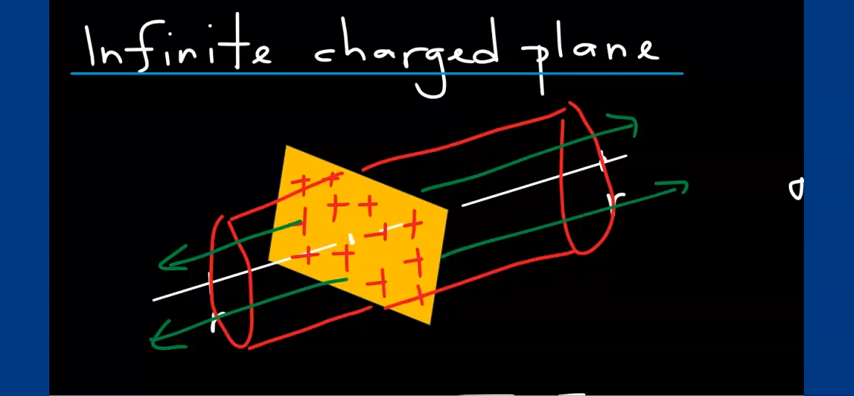 Infinite charged plane
+ +
+ +
+ +
+ + +
+ +
r
r
σ